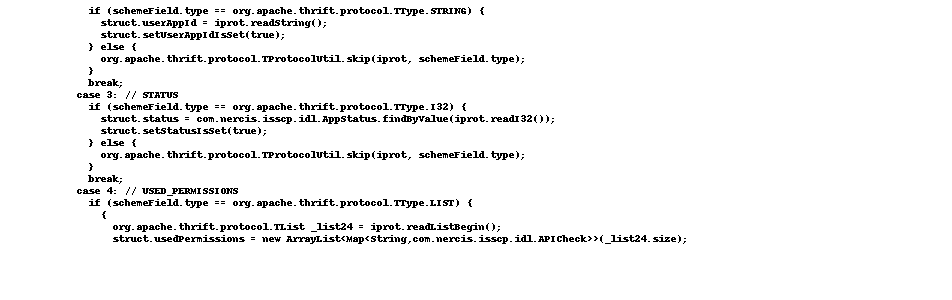 if (schemeField.type == org.apache.thrift.protocol.TType.STRING) {
struct.userAppId = iprot.readString();
struct.setUserAppIdIsSet(true);
} else {
org.apache.thrift.protocol.TProtocolUtil.skip(iprot, schemeField.type);
}
break;
case 3: // STATUS
if (schemeField.type == org.apache.thrift.protocol.TType.I32) {
struct.status = com.nercis.isscp.idl.AppStatus.findByValue(iprot.readI32());
struct.setStatusIsSet(true);
} else {
org.apache.thrift.protocol.TProtocolUtil.skip(iprot, schemeField.type);
}
break;
case 4: // USED_PERMISSIONS
if (schemeField.type == org.apache.thrift.protocol.TType.LIST) {
{
org.apache.thrift.protocol.TList _list24 = iprot.readListBegin();
struct.usedPermissions = new ArrayList<Map<String,com.nercis.isscp.idl.APICheck>>(_list24.size);